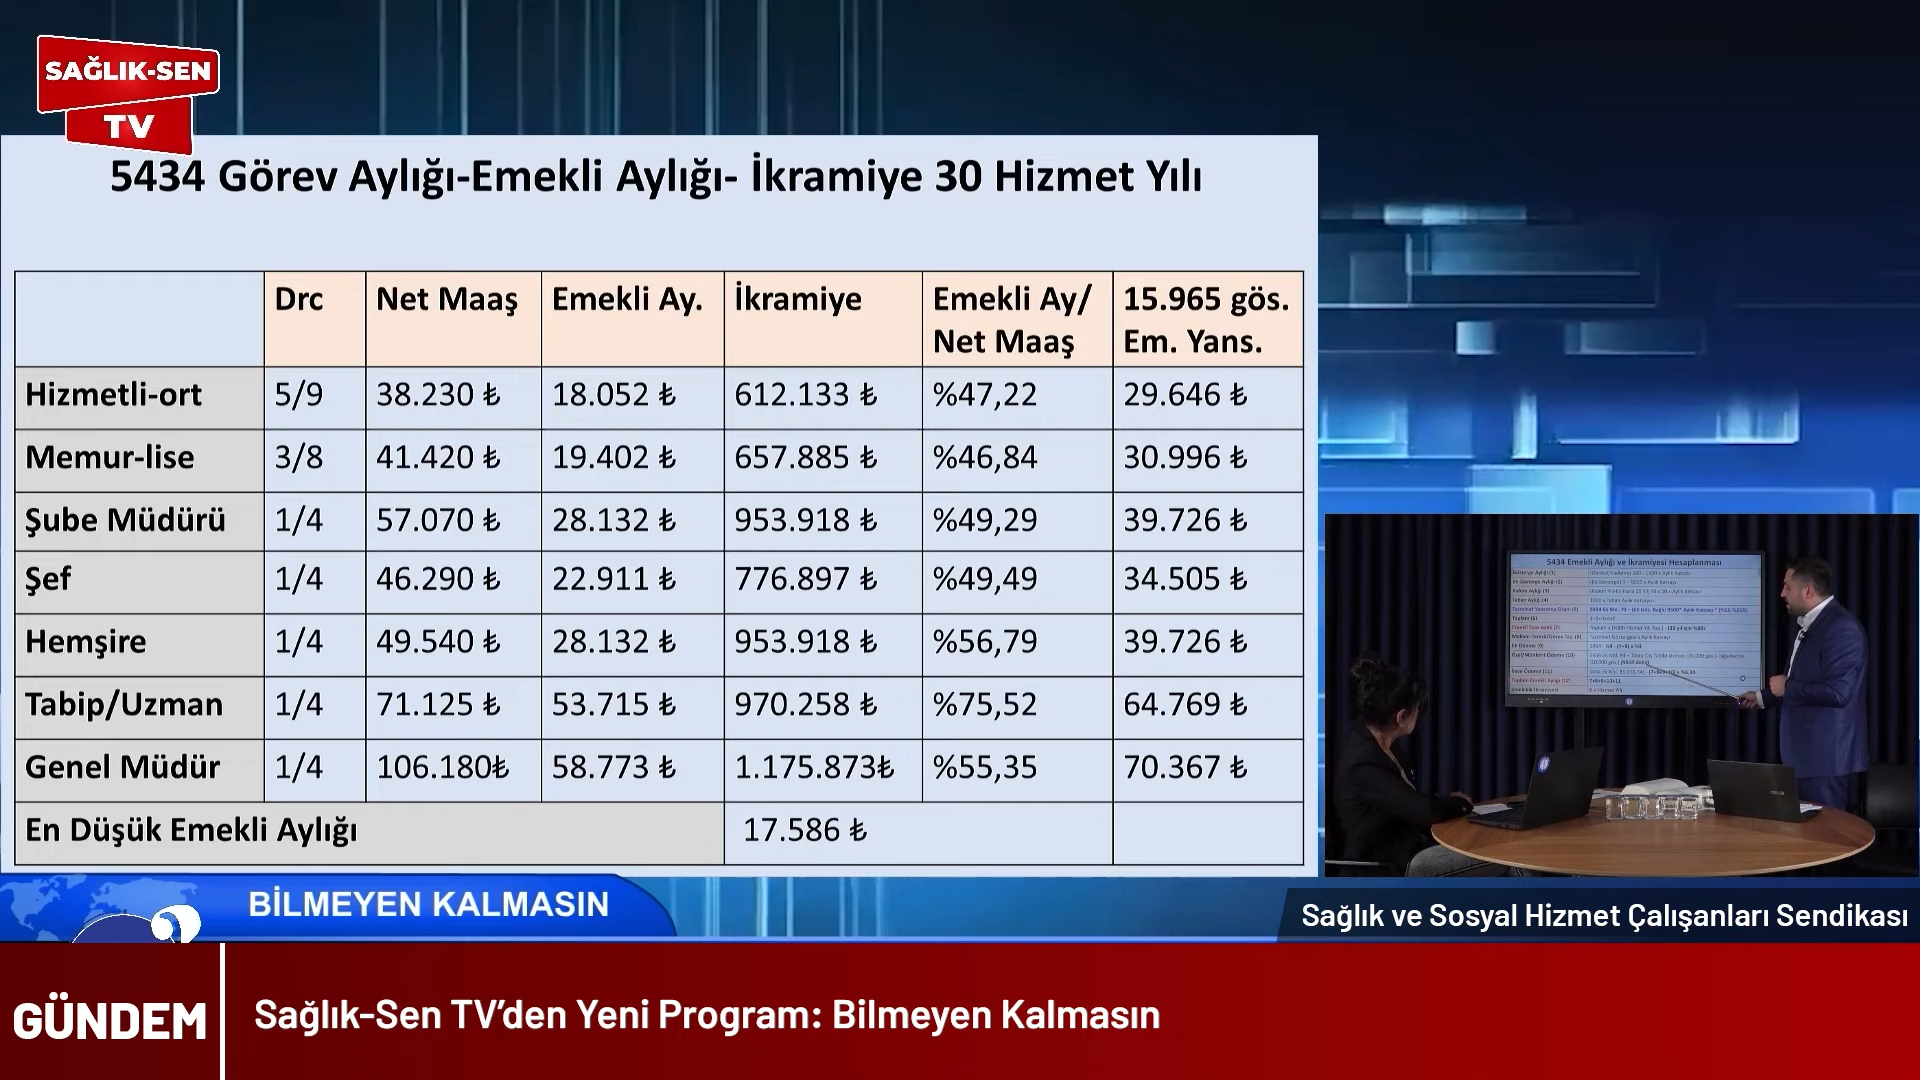 SAĞLIK-SEN
TV
5434 Görev Aylığı-Emekli Aylığı- İkramiye 30 Hizmet Yılı
Drc Net Maaş Emekli Ay. İkramiye Emekli Ay/ Net Maaş 15.965 gös. Em. Yans.
Hizmetli-ort 5/9 38.230 ₺ 18.052 ₺ 612.133 ₺ %47,22 29.646 ₺
Memur-lise 3/8 41.420 ₺ 19.402 ₺ 657.885 ₺ %46,84 30.996 ₺
Şube Müdürü 1/4 57.070 ₺ 28.132 ₺ 953.918 ₺ %49,29 39.726 ₺
Şef 1/4 46.290 ₺ 22.911 ₺ 776.897 ₺ %49,49 34.505 ₺
Hemşire 1/4 49.540 ₺ 28.132 ₺ 953.918 ₺ %56,79 39.726 ₺
Tabip/Uzman 1/4 71.125 ₺ 53.715 ₺ 970.258 ₺ %75,52 64.769 ₺
Genel Müdür 1/4 106.180₺ 58.773 ₺ 1.175.873₺ %55,35 70.367 ₺
En Düşük Emekli Aylığı 17.586 ₺
5434 Emekli Aylığı ve İkramiyesi Hesaplanması
BİLMEYEN KALMASIN
Sağlık ve Sosyal Hizmet Çalışanları Sendikası
GÜNDEM
Sağlık-Sen TV’den Yeni Program: Bilmeyen Kalmasın